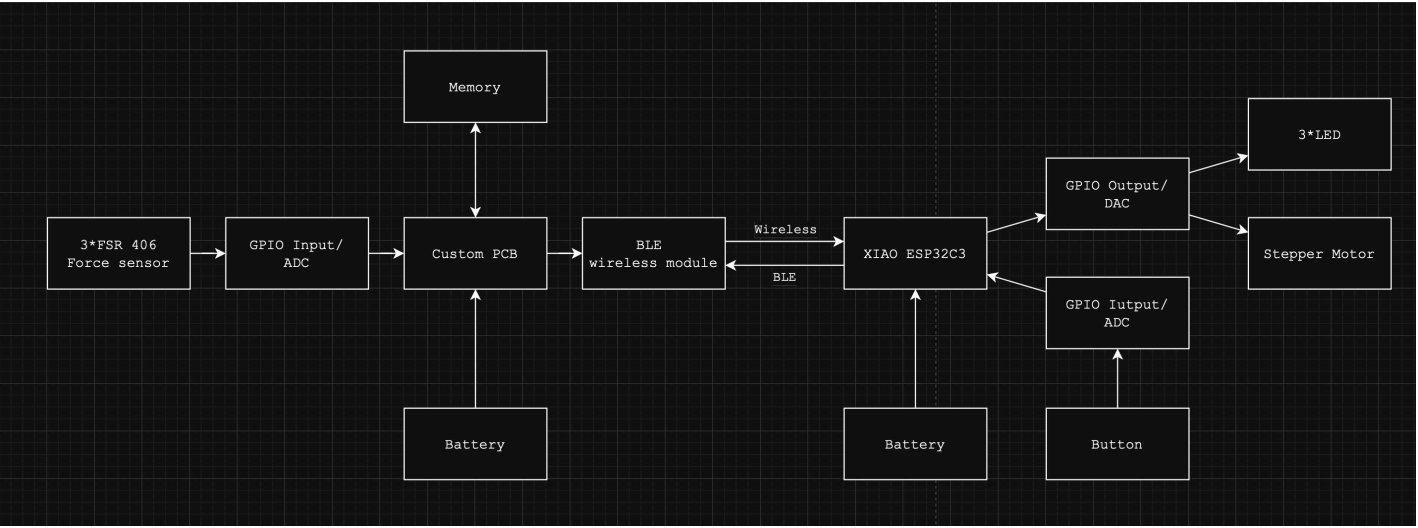 Memory
3*LED
GPIO Output/
DAC
3*FSR 406
Force sensor
GPIO Input/
ADC
Custom PCB
BLE
wireless module
Wireless
BLE
XIAO ESP32C3
Stepper Motor
GPIO Iutput/
ADC
Battery
Battery
Button